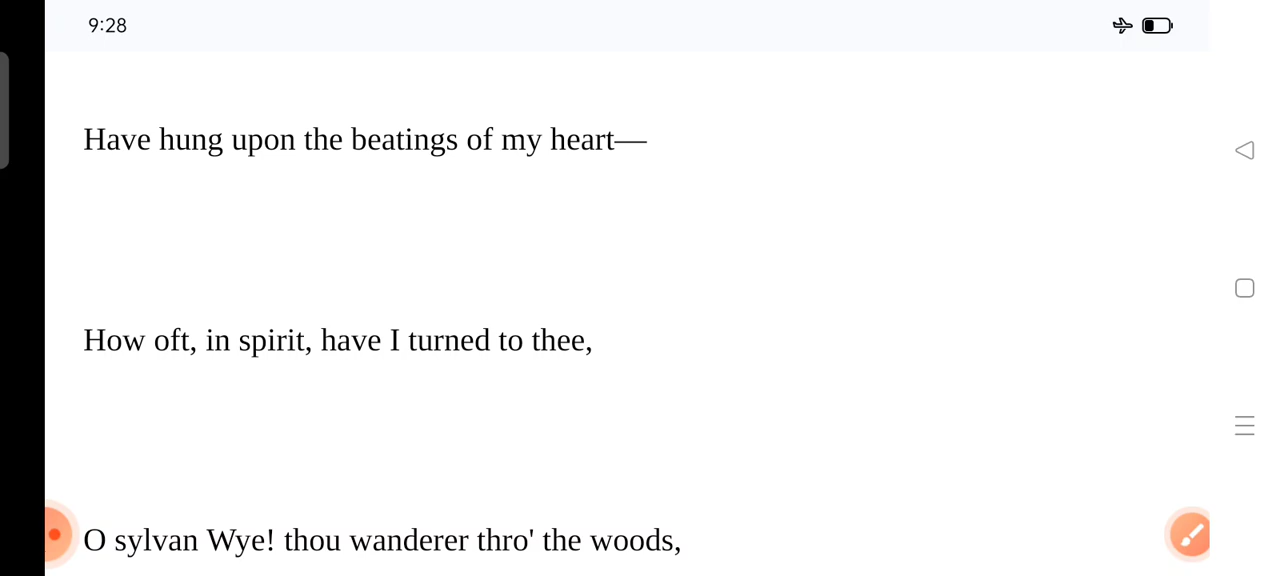 9:28
Have hung upon the beatings of my heart—
How oft, in spirit, have I turned to thee,
O sylvan Wye! thou wanderer thro' the woods,